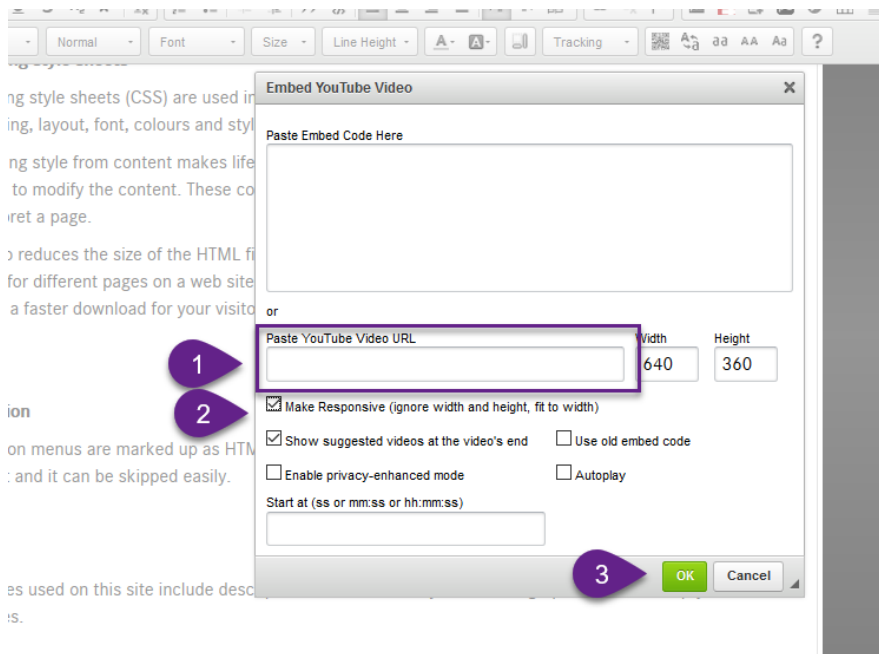 Normal Font Size Line Height A A Tracking aa AA Aa ?
ng style sheets
ng style sheets (CSS) are used in
ing, layout, font, colours and styl
ng style from content makes life
to modify the content. These co
pret a page.
o reduces the size of the HTML fi
for different pages on a web site
a faster download for your visito
ion
on menus are marked up as HTM
t and it can be skipped easily.
es used on this site include desc
es.
Embed YouTube Video
Paste Embed Code Here
or
Paste YouTube Video URL Width Height
1 640 360
2 Make Responsive (ignore width and height, fit to width)
Show suggested videos at the video's end Use old embed code
Enable privacy-enhanced mode Autoplay
Start at (ss or mm:ss or hh:mm:ss)
3 OK Cancel